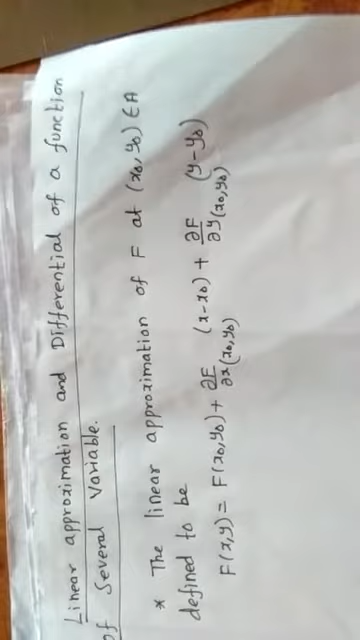 Linear approximation and Differential of a function
of Several Variable.
* The linear approximation of F at (x₀, y₀) ∈ A
defined to be
F(x,y) = F(x₀,y₀) + ∂F/∂x (x₀,y₀) (x-x₀) + ∂F/∂y (x₀,y₀) (y-y₀)